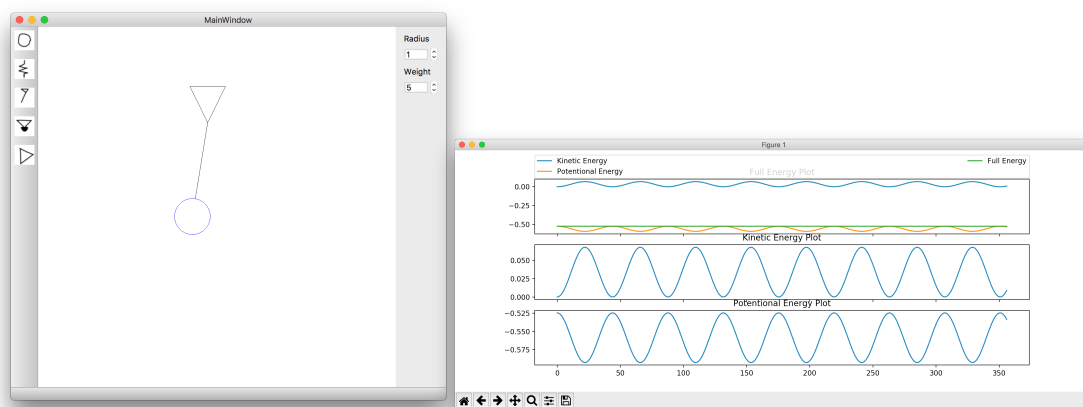 MainWindow
Radius
1
Weight
5
Figure 1
Kinetic Energy
Potentional Energy
Full Energy
Full Energy Plot
0.00
−0.25
−0.50
Kinetic Energy Plot
0.050
0.025
0.000
Potentional Energy Plot
−0.525
−0.550
−0.575
0 50 100 150 200 250 300 350